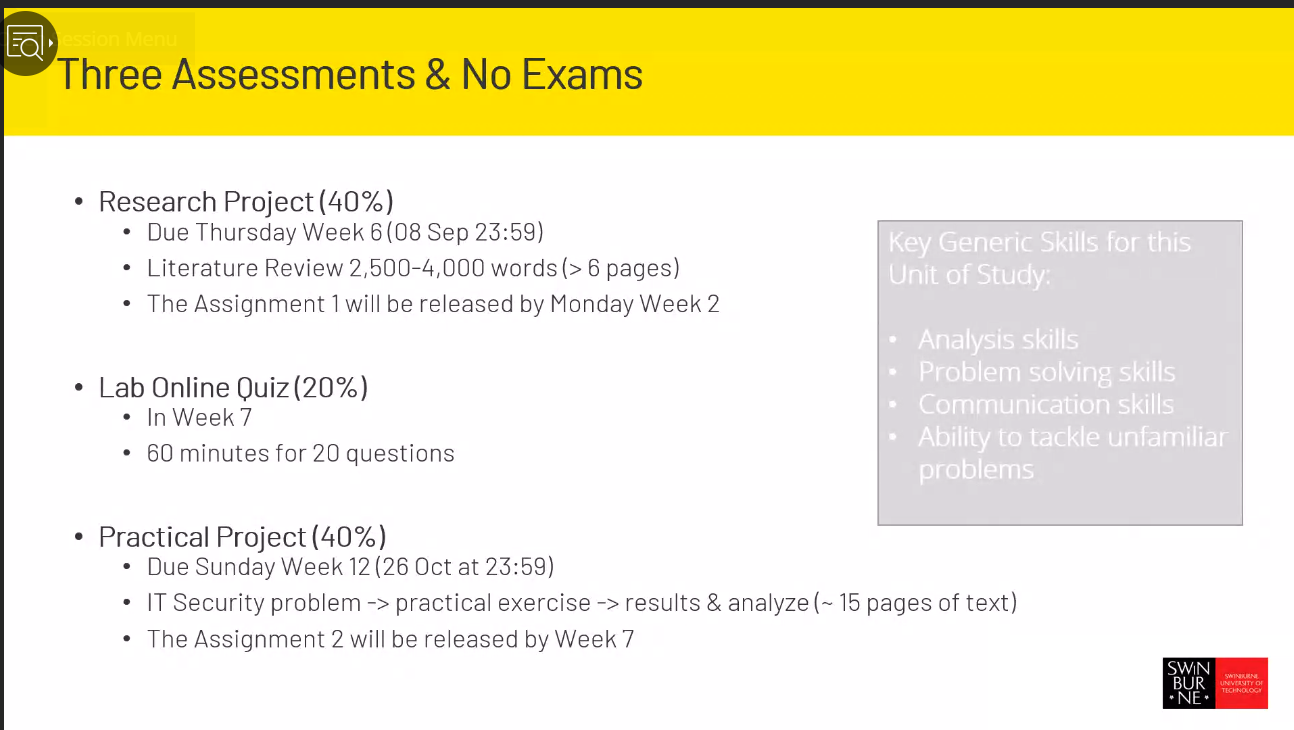 Session Menu
Three Assessments & No Exams
• Research Project (40%)
• Due Thursday Week 6 (08 Sep 23:59)
• Literature Review 2,500-4,000 words (> 6 pages)
• The Assignment 1 will be released by Monday Week 2
• Lab Online Quiz (20%)
• In Week 7
• 60 minutes for 20 questions
• Practical Project (40%)
• Due Sunday Week 12 (26 Oct at 23:59)
• IT Security problem -> practical exercise -> results & analyze (~ 15 pages of text)
• The Assignment 2 will be released by Week 7
Key Generic Skills for this
Unit of Study:
• Analysis skills
• Problem solving skills
• Communication skills
• Ability to tackle unfamiliar
problems
SWIN
BUR
* NE *
SWINBURNE
UNIVERSITY OF
TECHNOLOGY